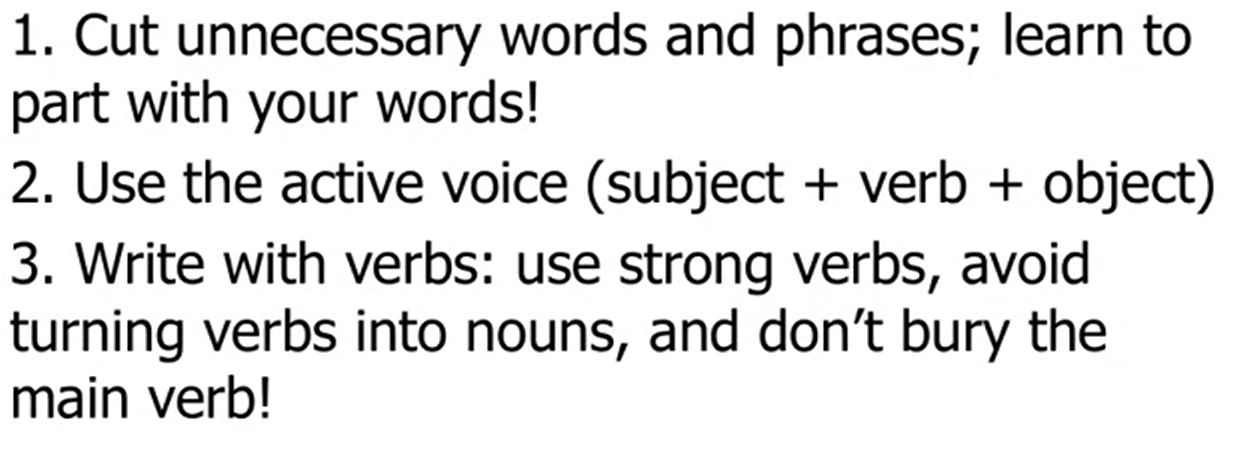 1. Cut unnecessary words and phrases; learn to
part with your words!
2. Use the active voice (subject + verb + object)
3. Write with verbs: use strong verbs, avoid
turning verbs into nouns, and don’t bury the
main verb!